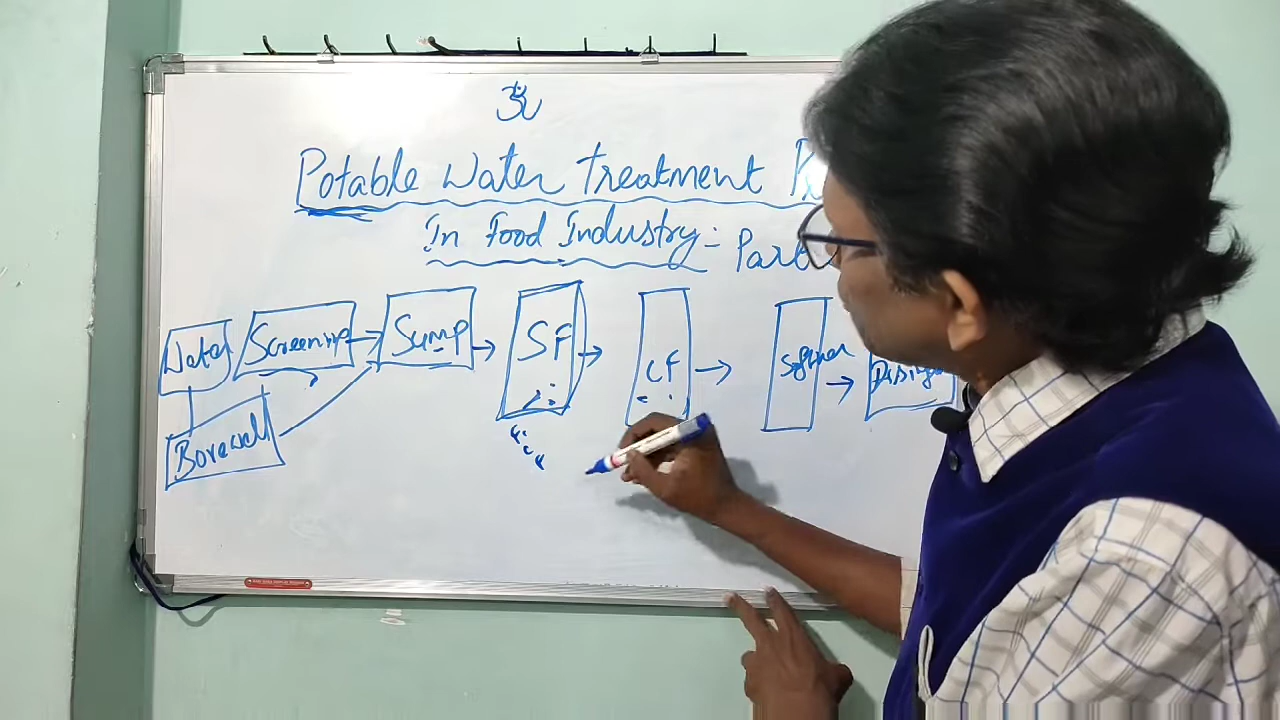 ૐ
Potable Water Treatment
In Food Industry:- Part
Water
Screening
Sump
SF
CF
Softner
Borewell